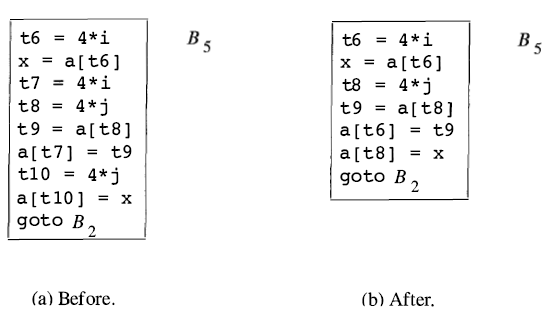 t6 = 4*i
x = a[t6]
t7 = 4*i
t8 = 4*j
t9 = a[t8]
a[t7] = t9
t10 = 4*j
a[t10] = x
goto B2
B5
(a) Before.
t6 = 4*i
x = a[t6]
t8 = 4*j
t9 = a[t8]
a[t6] = t9
a[t8] = x
goto B2
B5
(b) After.